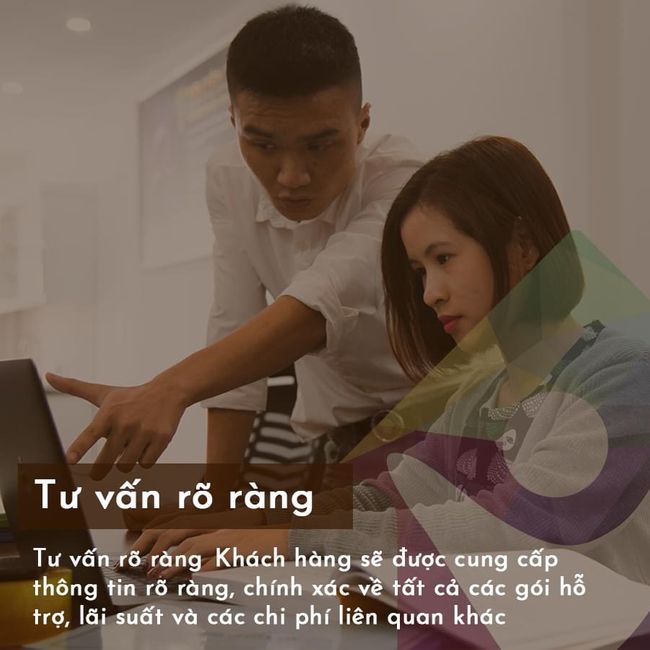 Tư vấn rõ ràng
Tư vấn rõ ràng Khách hàng sẽ được cung cấp
thông tin rõ ràng, chính xác về tất cả các gói hỗ
trợ, lãi suất và các chi phí liên quan khác